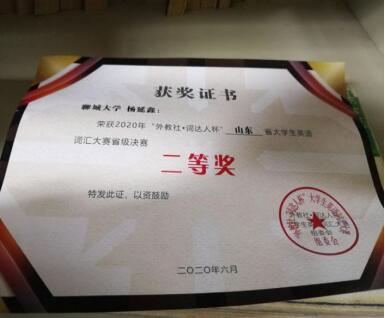 获奖证书
聊城大学 杨延鑫：
荣获2020年“外教社·词达人杯” 山东 省大学生英语
词汇大赛省级决赛
二等奖
特发此证，以资鼓励
组委会
二〇二〇年六月